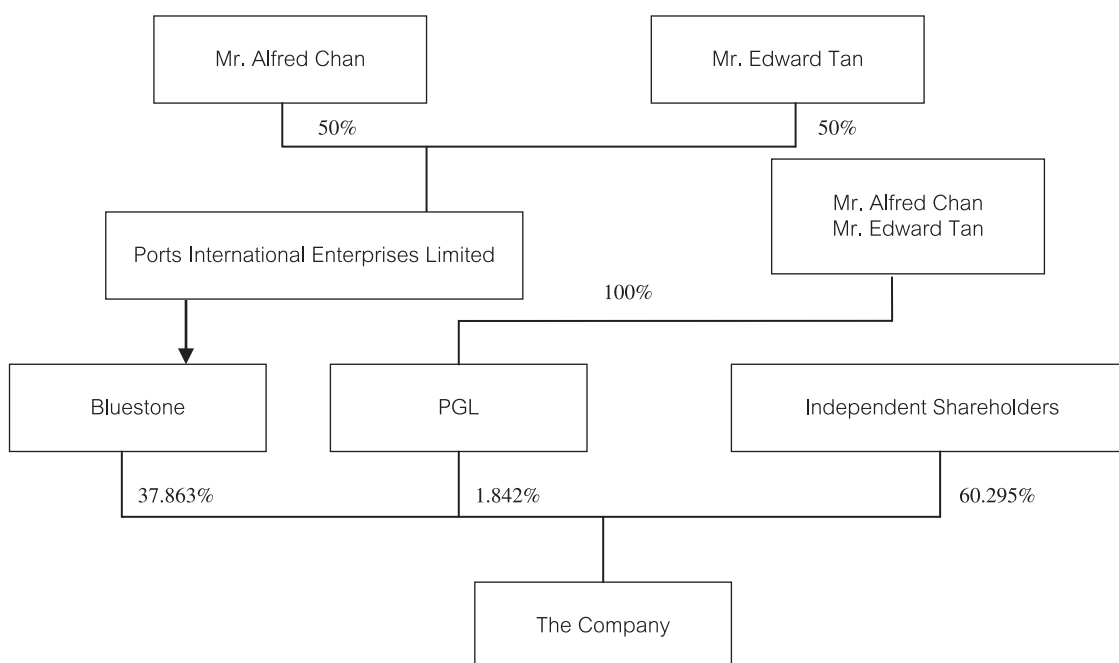 Mr. Alfred Chan
Mr. Edward Tan
50%
50%
Mr. Alfred Chan
Mr. Edward Tan
Ports International Enterprises Limited
100%
Bluestone
PGL
Independent Shareholders
37.863%
1.842%
60.295%
The Company